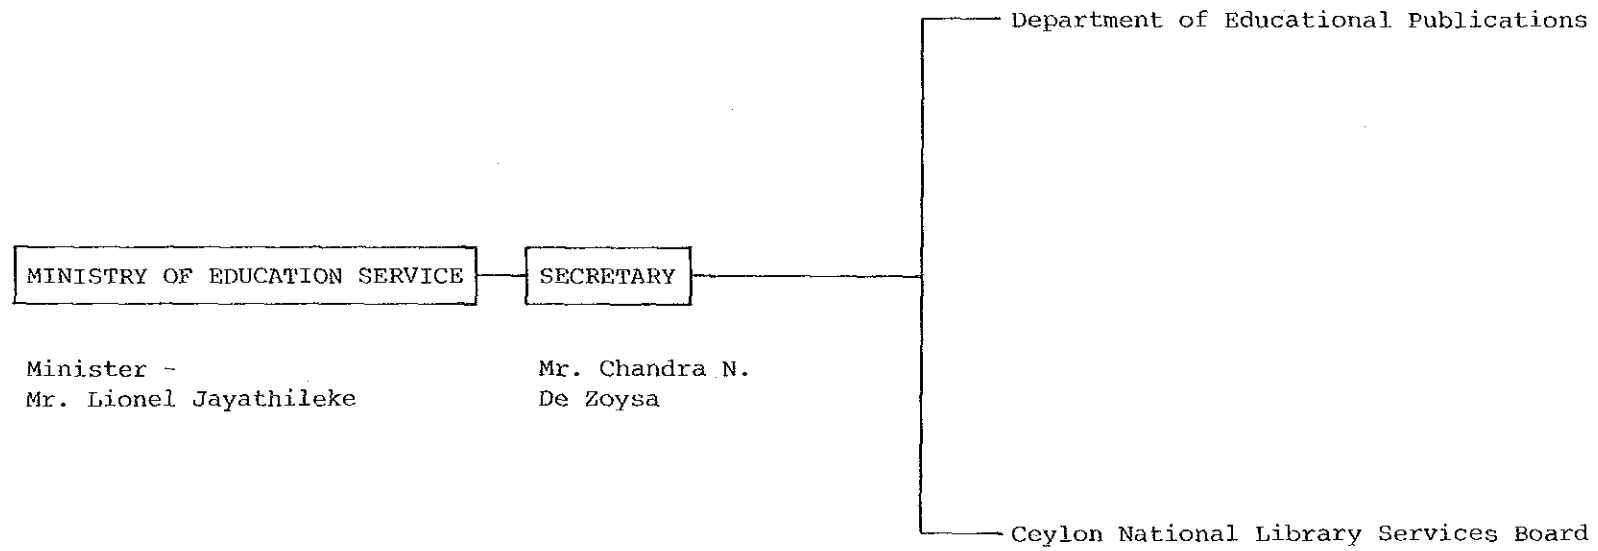 Department of Educational Publications
MINISTRY OF EDUCATION SERVICE
SECRETARY
Minister -
Mr. Lionel Jayathileke
Mr. Chandra N.
De Zoysa
Ceylon National Library Services Board